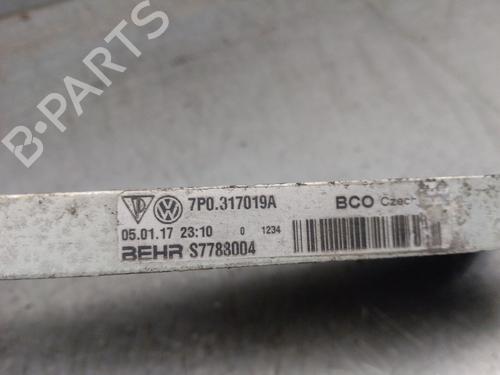 7P0.317019A BCO Czech
05.01.17 23:10 0 1234
BEHR S7788004
B-PARTS